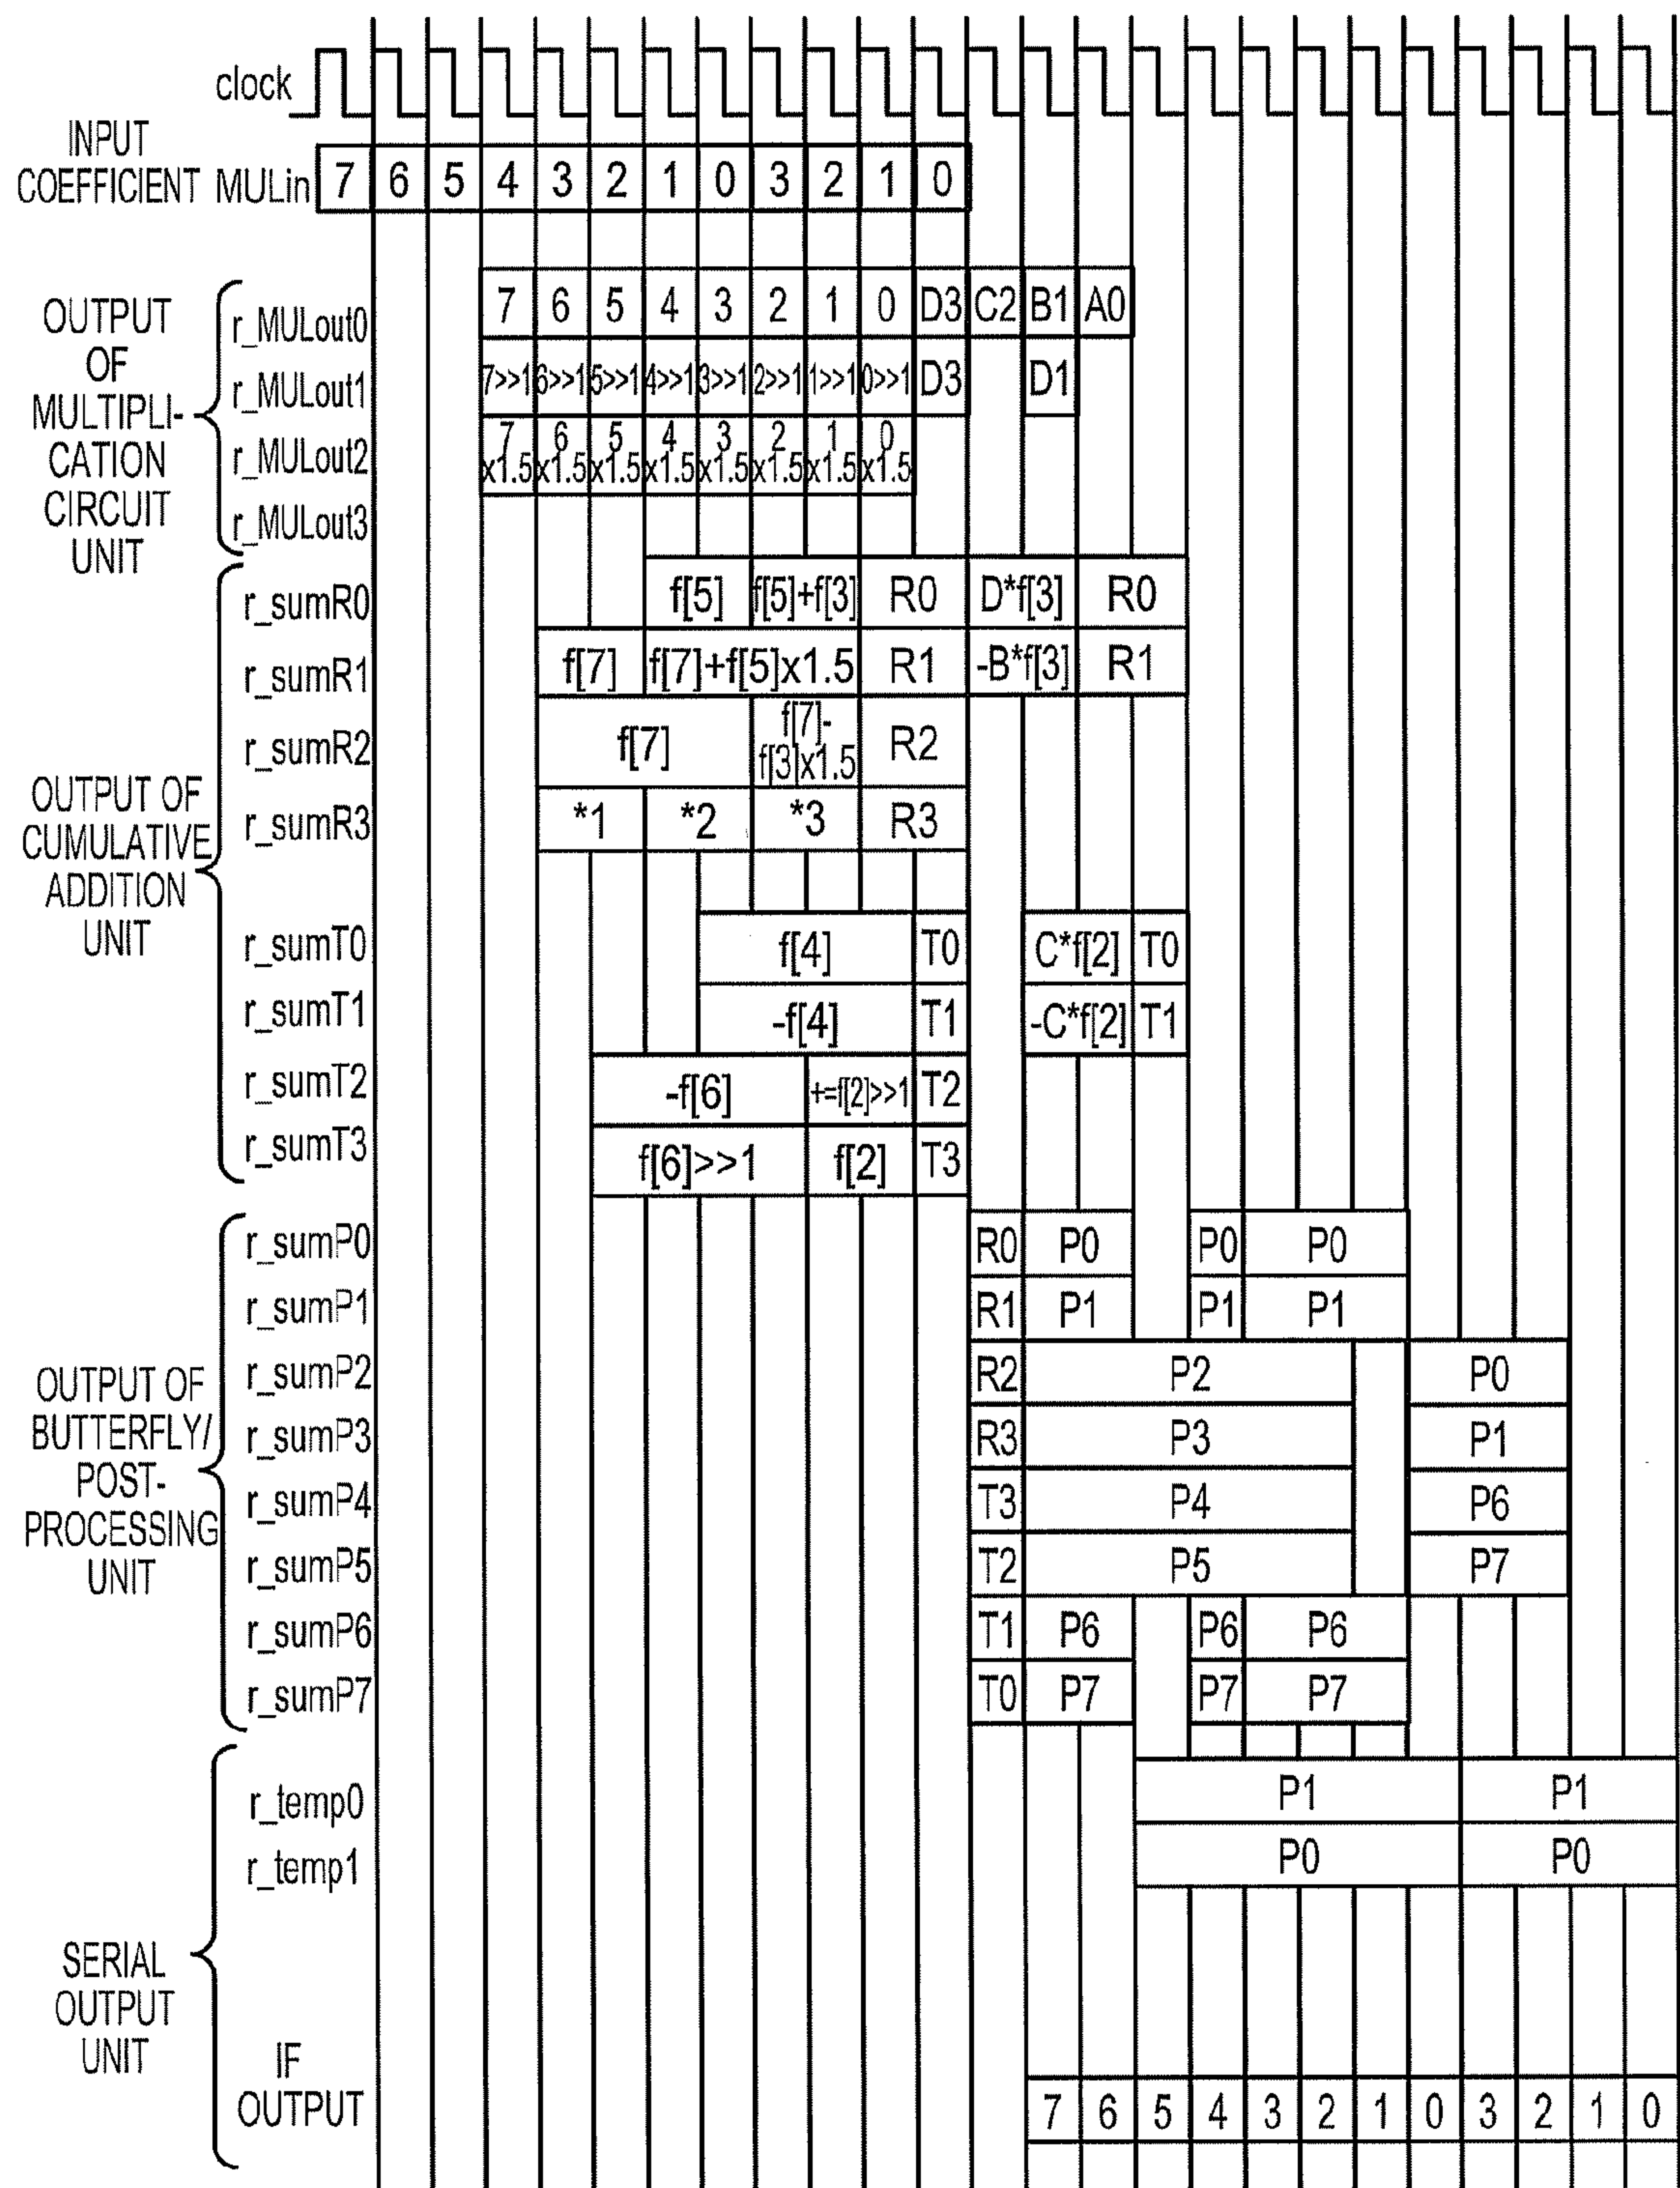 clock
INPUT
COEFFICIENT MULin 7 6 5 4 3 2 1 0 3 2 1 0
OUTPUT
OF
MULTIPLI-
CATION
CIRCUIT
UNIT
r_MULout0 7 6 5 4 3 2 1 0 D3 C2 B1 A0
r_MULout1 7>>1 6>>1 5>>1 4>>1 3>>1 2>>1 1>>1 0>>1 D3 D1
r_MULout2 7 x1.5 6 x1.5 5 x1.5 4 x1.5 3 x1.5 2 x1.5 1 x1.5 0 x1.5
r_MULout3
OUTPUT OF
CUMULATIVE
ADDITION
UNIT
r_sumR0 f[5] f[5]+f[3] R0 D*f[3] R0
r_sumR1 f[7] f[7]+f[5]x1.5 R1 -B*f[3] R1
r_sumR2 f[7] f[7]-f[3]x1.5 R2
r_sumR3 *1 *2 *3 R3
r_sumT0 f[4] T0 C*f[2] T0
r_sumT1 -f[4] T1 -C*f[2] T1
r_sumT2 -f[6] +=f[2]>>1 T2
r_sumT3 f[6]>>1 f[2] T3
OUTPUT OF
BUTTERFLY/
POST-
PROCESSING
UNIT
r_sumP0 R0 P0 P0 P0
r_sumP1 R1 P1 P1 P1
r_sumP2 R2 P2 P0
r_sumP3 R3 P3 P1
r_sumP4 T3 P4 P6
r_sumP5 T2 P5 P7
r_sumP6 T1 P6 P6 P6
r_sumP7 T0 P7 P7 P7
SERIAL
OUTPUT
UNIT
r_temp0 P1 P1
r_temp1 P0 P0
IF
OUTPUT 7 6 5 4 3 2 1 0 3 2 1 0